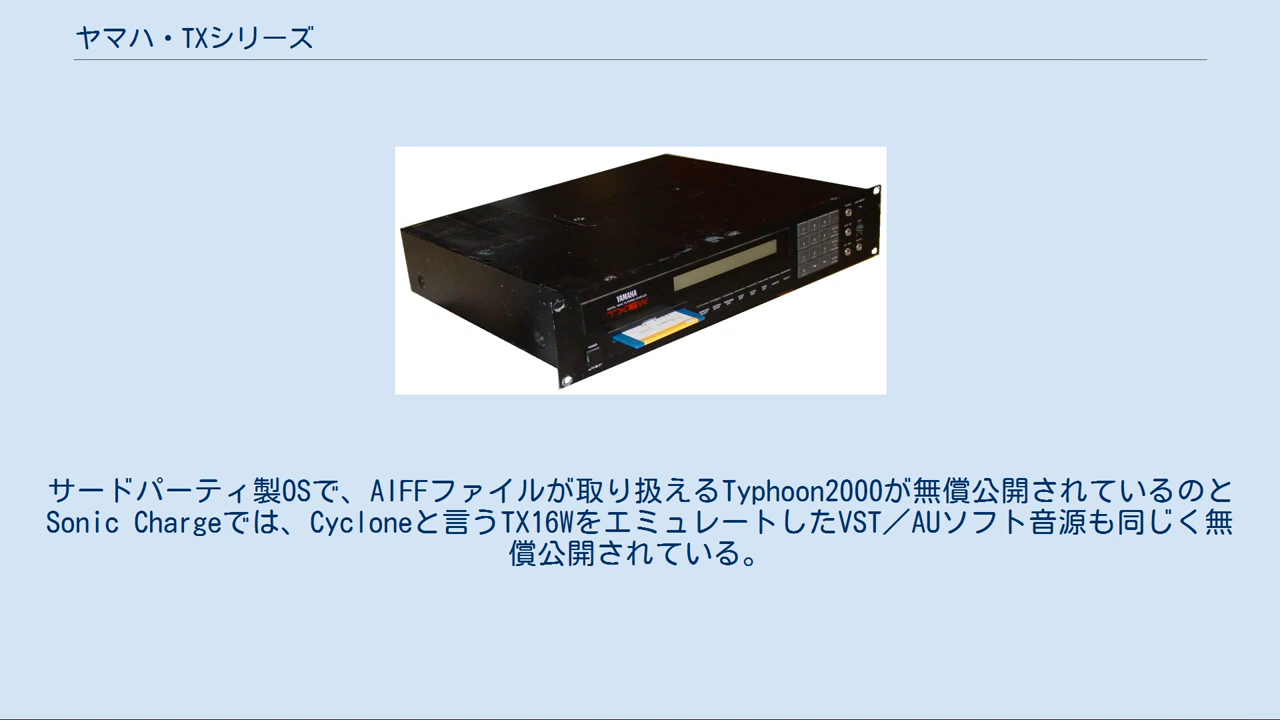 ヤマハ・TXシリーズ
YAMAHA
TX16W
サードパーティ製OSで、AIFFファイルが取り扱えるTyphoon2000が無償公開されているのと
Sonic Chargeでは、Cycloneと言うTX16WをエミュレートしたVST／AUソフト音源も同じく無
償公開されている。